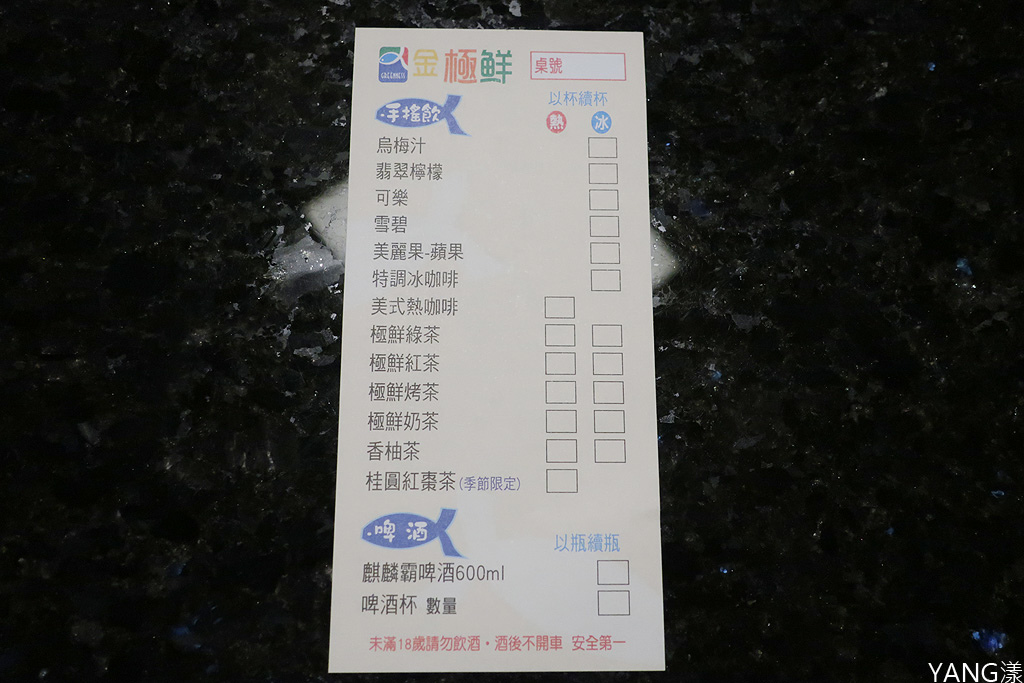 GREENNESS 金極鮮 桌號
手搖飲 以杯續杯
熱 冰
烏梅汁
翡翠檸檬
可樂
雪碧
美麗果-蘋果
特調冰咖啡
美式熱咖啡
極鮮綠茶
極鮮紅茶
極鮮烤茶
極鮮奶茶
香柚茶
桂圓紅棗茶(季節限定)
啤酒 以瓶續瓶
麒麟霸啤酒600ml
啤酒杯 數量
未滿18歲請勿飲酒·酒後不開車 安全第一
YANG漾